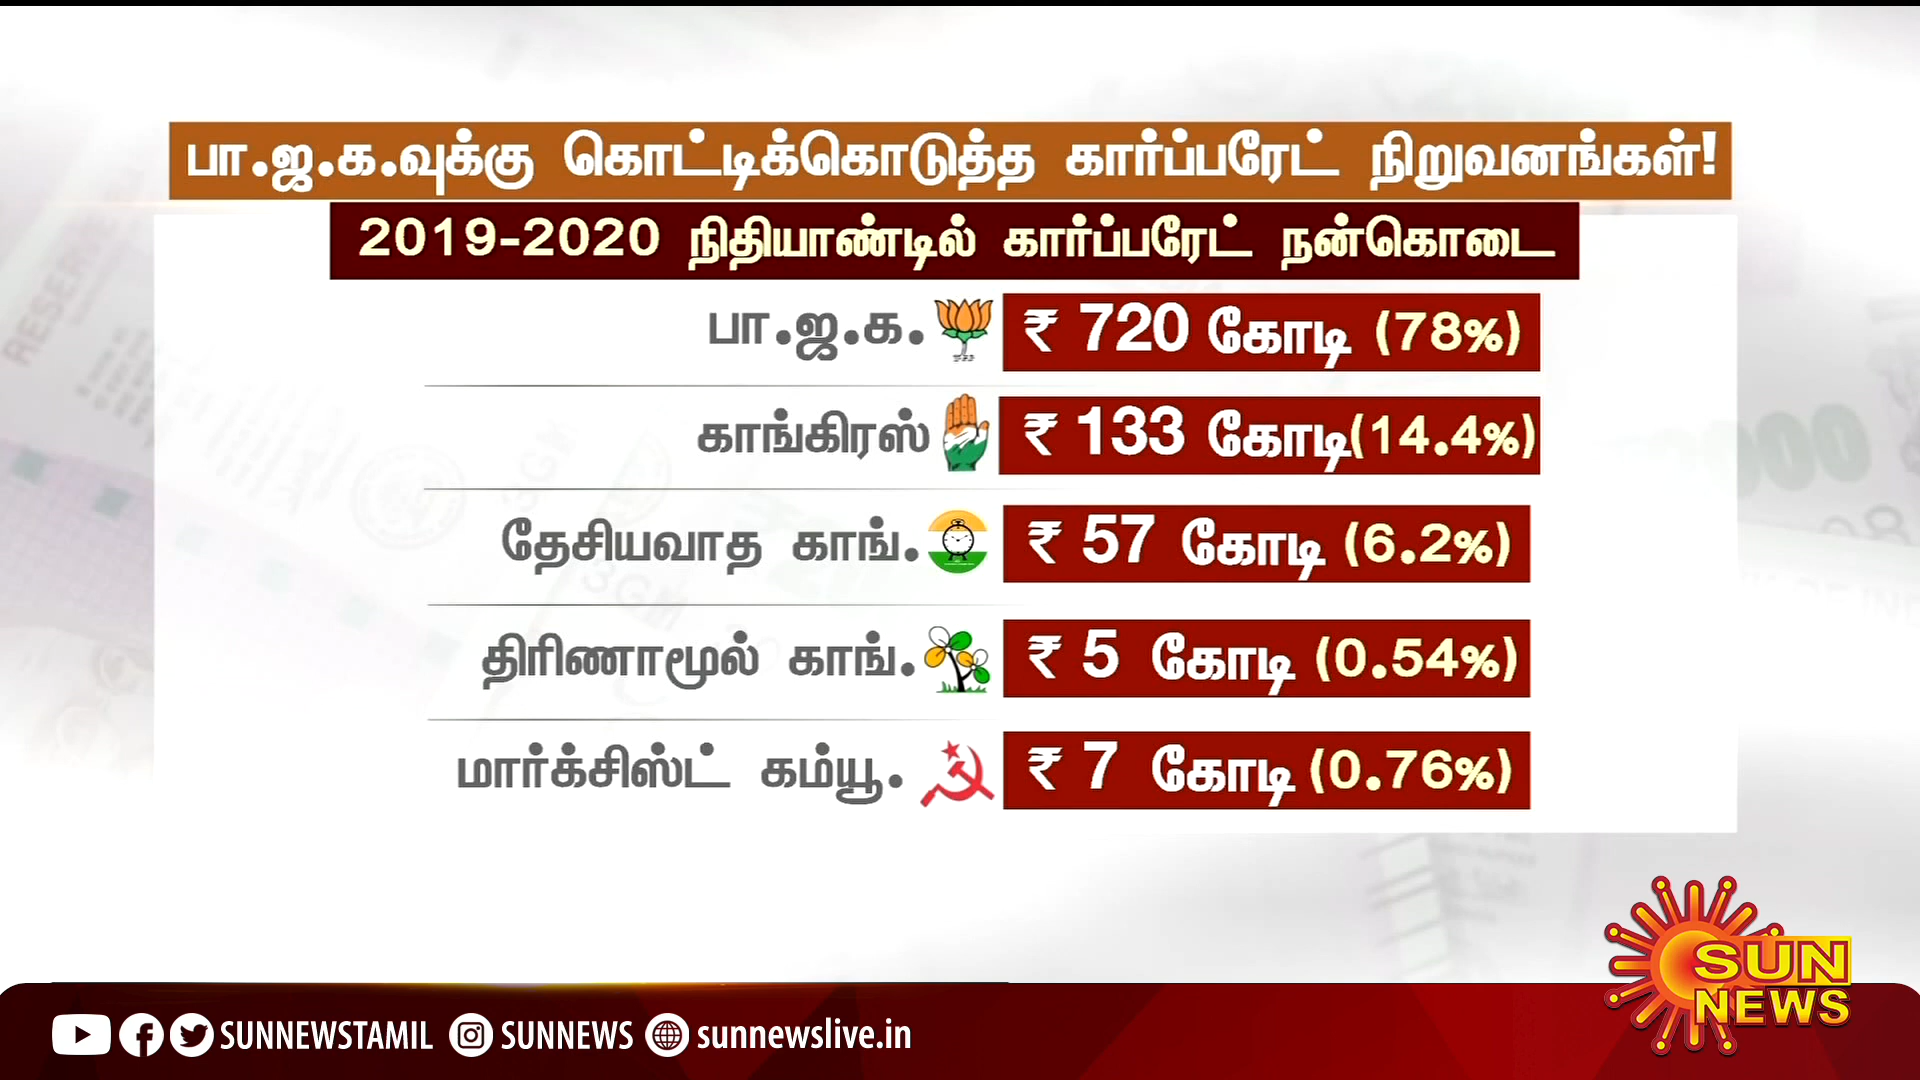 பா.ஜ.க.வுக்கு கொட்டிக்கொடுத்த கார்ப்பரேட் நிறுவனங்கள்!
2019-2020 நிதியாண்டில் கார்ப்பரேட் நன்கொடை
பா.ஜ.க. ₹ 720 கோடி (78%)
காங்கிரஸ் ₹ 133 கோடி(14.4%)
தேசியவாத காங். ₹ 57 கோடி (6.2%)
திரிணாமூல் காங். ₹ 5 கோடி (0.54%)
மார்க்சிஸ்ட் கம்யூ. ₹ 7 கோடி (0.76%)
SUN
NEWS
SUNNEWSTAMIL SUNNEWS sunnewslive.in